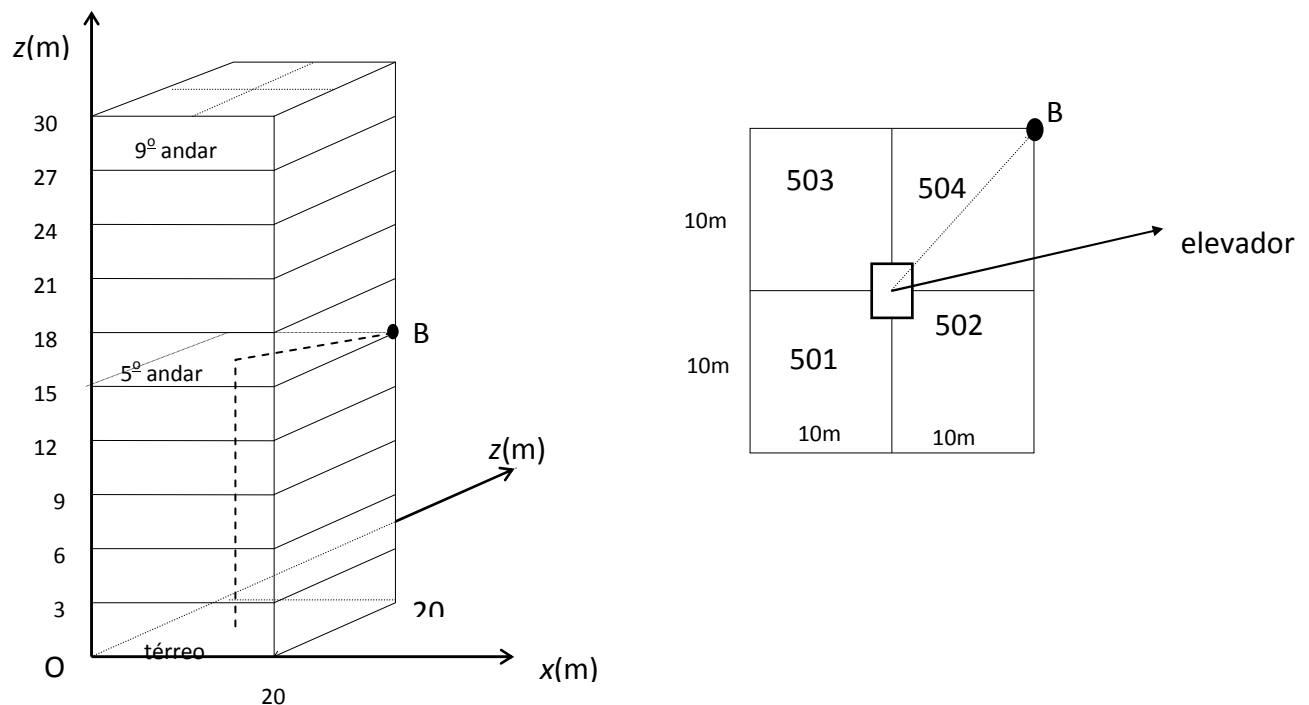 z(m)
30
9º andar
27
24
21
18
B
5º andar
15
12
z(m)
9
6
3
20
térreo
O
x(m)
20
B
503
504
10m
elevador
502
501
10m
10m
10m